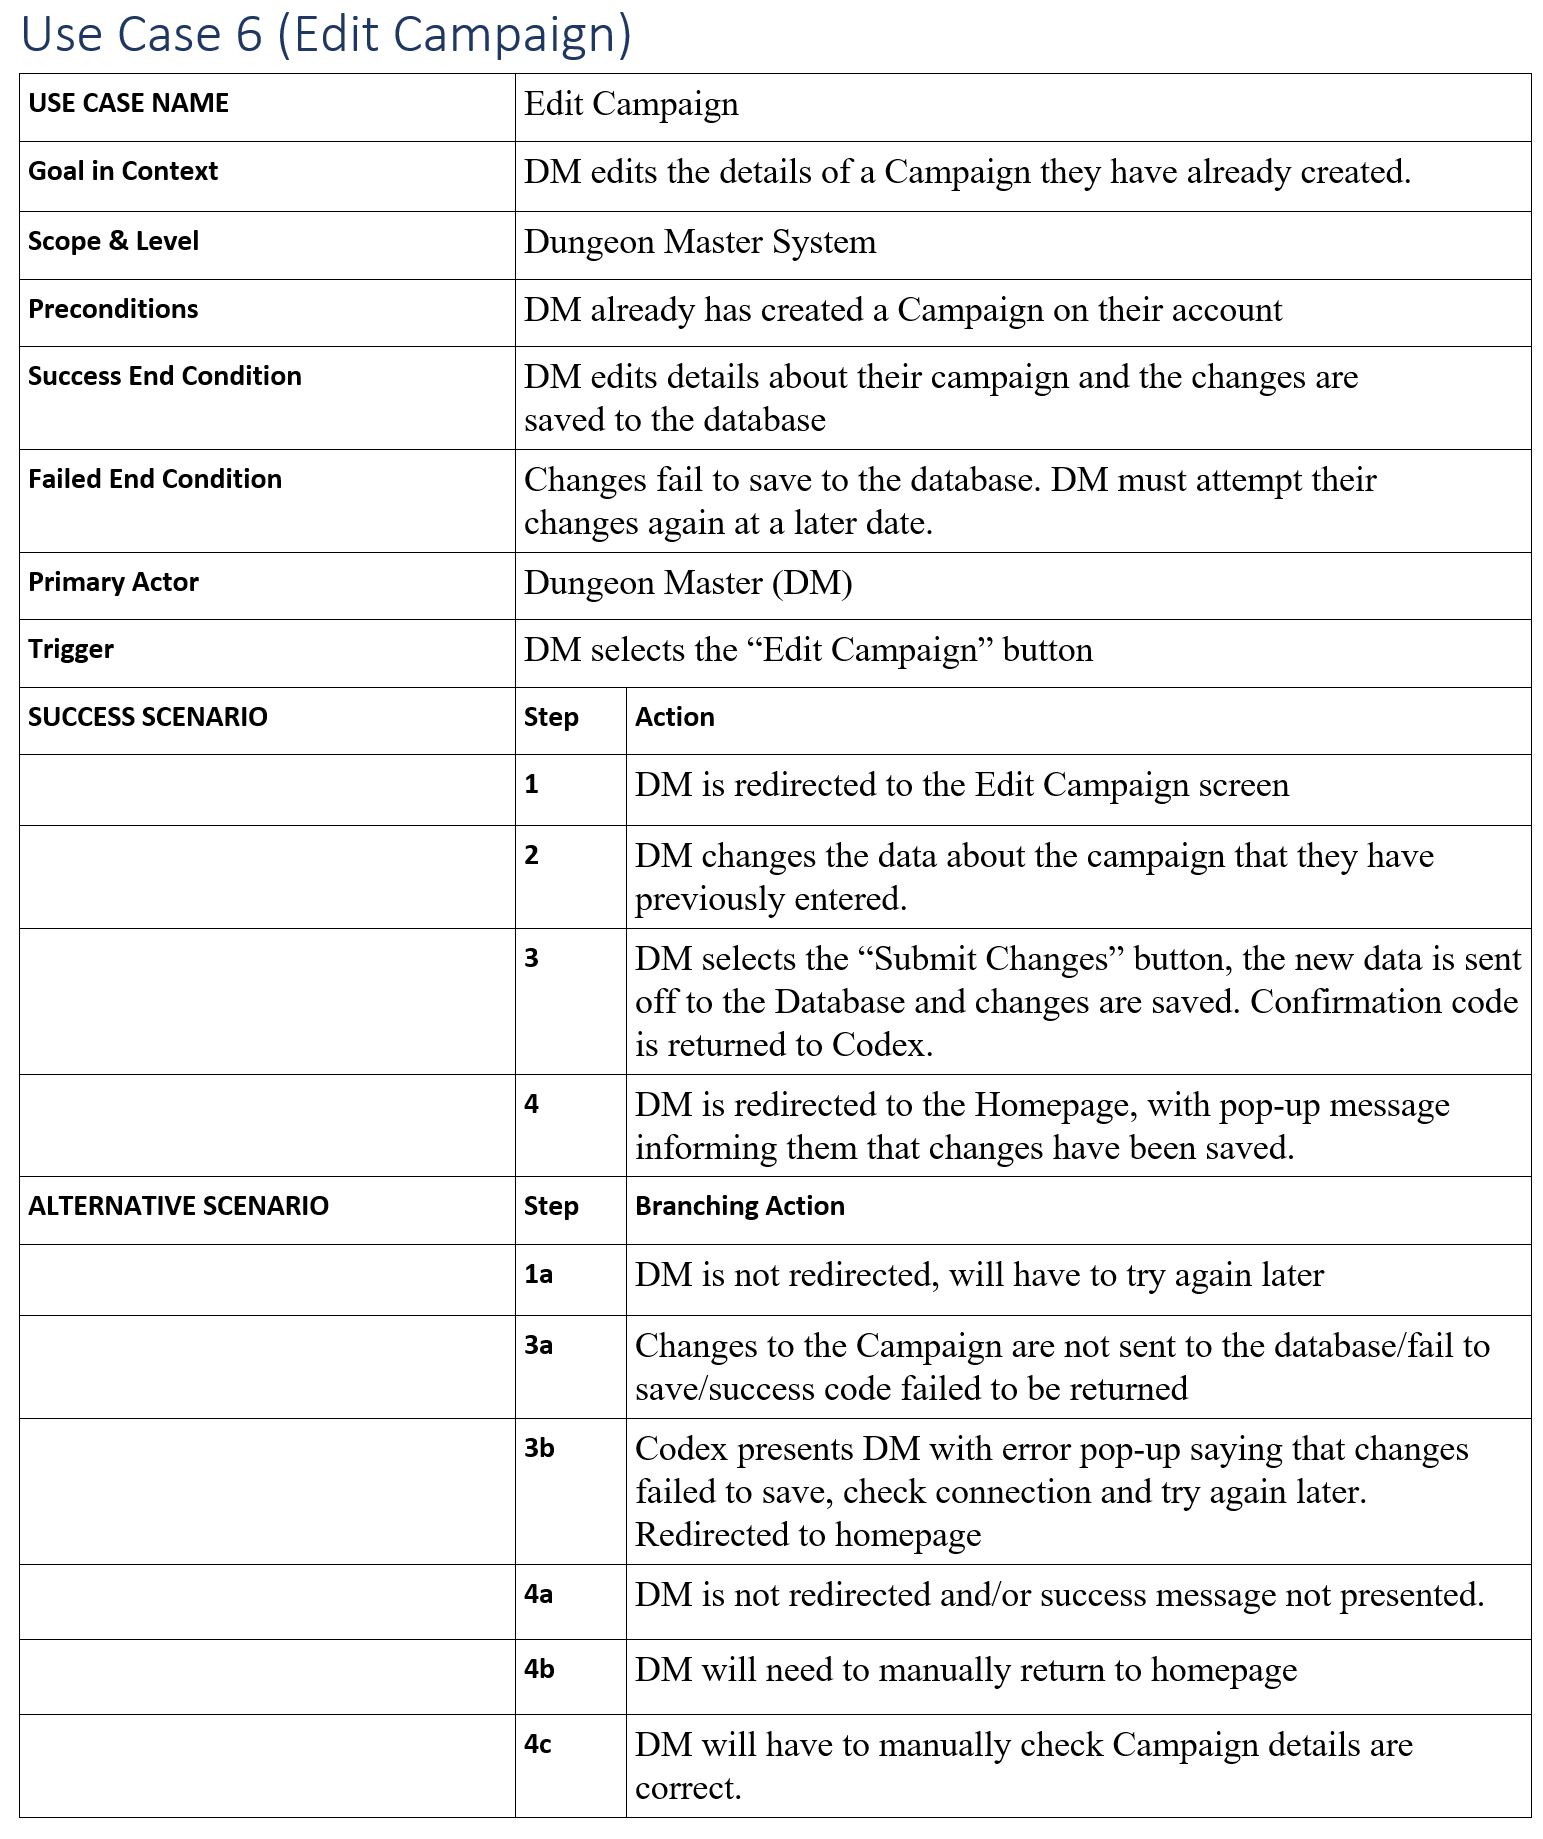 Use Case 6 (Edit Campaign)
USE CASE NAME
Edit Campaign
Goal in Context
DM edits the details of a Campaign they have already created.
Scope & Level
Dungeon Master System
Preconditions
DM already has created a Campaign on their account
Success End Condition
DM edits details about their campaign and the changes are
saved to the database
Failed End Condition
Changes fail to save to the database. DM must attempt their
changes again at a later date.
Primary Actor
Dungeon Master (DM)
Trigger
DM selects the “Edit Campaign” button
SUCCESS SCENARIO
Step
Action
1
DM is redirected to the Edit Campaign screen
2
DM changes the data about the campaign that they have
previously entered.
3
DM selects the “Submit Changes” button, the new data is sent
off to the Database and changes are saved. Confirmation code
is returned to Codex.
4
DM is redirected to the Homepage, with pop-up message
informing them that changes have been saved.
ALTERNATIVE SCENARIO
Step
Branching Action
1a
DM is not redirected, will have to try again later
3a
Changes to the Campaign are not sent to the database/fail to
save/success code failed to be returned
3b
Codex presents DM with error pop-up saying that changes
failed to save, check connection and try again later.
Redirected to homepage
4a
DM is not redirected and/or success message not presented.
4b
DM will need to manually return to homepage
4c
DM will have to manually check Campaign details are
correct.